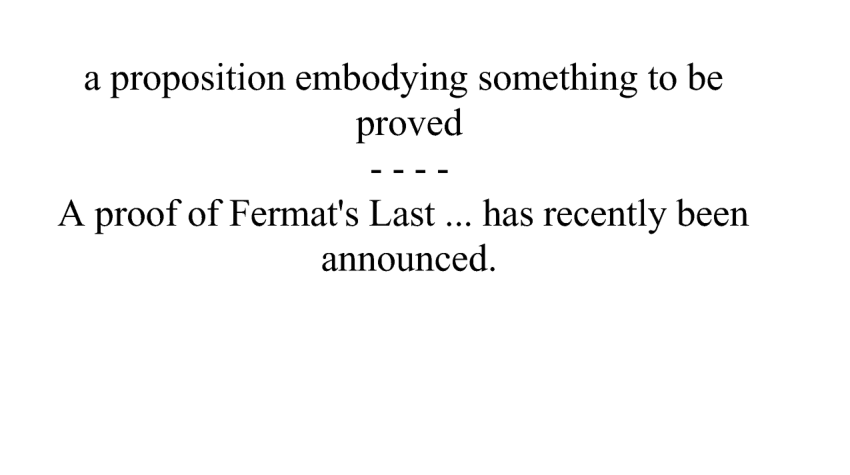 a proposition embodying something to be
proved
- - - -
A proof of Fermat's Last ... has recently been
announced.